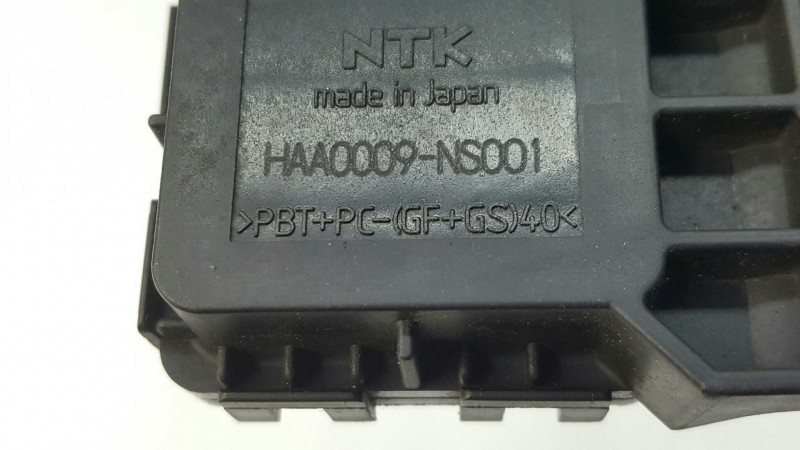 NTK
made in Japan
HAA0009-NS001
>PBT+PC-(GF+GS)40<